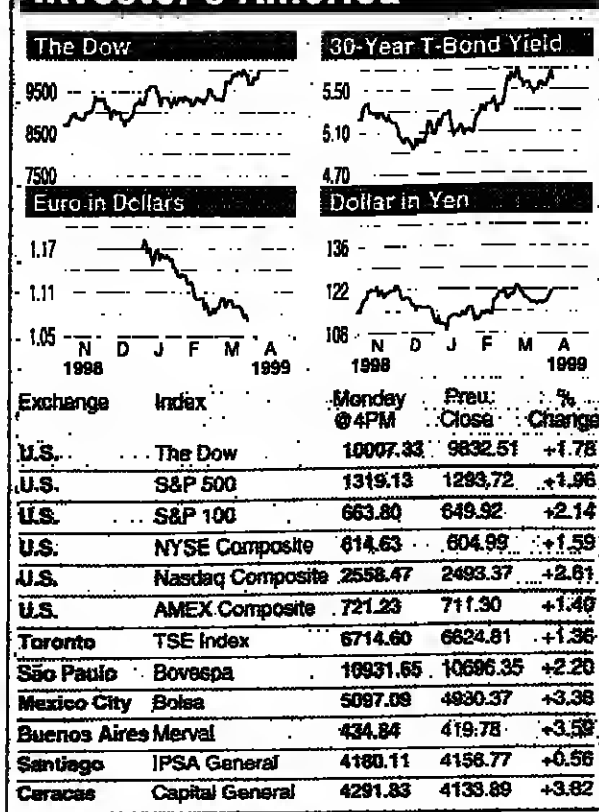 Investor's America
The Dow
9500
8500
7500
30-Year T-Bond Yield
5.50
5.10
4.70
Euro in Dollars
1.17
1.11
1.05
N D J F M A
1998 1999
Dollar in Yen
136
122
108
N D J F M A
1998 1999
Exchange Index Monday @4PM Prev. Close % Change
U.S. The Dow 10007.33 9832.51 +1.78
U.S. S&P 500 1319.13 1293.72 +1.96
U.S. S&P 100 663.80 649.92 +2.14
U.S. NYSE Composite 614.63 604.99 +1.59
U.S. Nasdaq Composite 2558.47 2493.37 +2.61
U.S. AMEX Composite 721.23 711.30 +1.40
Toronto TSE Index 6714.60 6624.81 +1.36
São Paulo Bovespa 10931.65 10696.35 +2.20
Mexico City Bolsa 5097.09 4930.37 +3.38
Buenos Aires Merval 434.84 419.78 +3.59
Santiago IPSA General 4180.11 4156.77 +0.56
Caracas Capital General 4291.83 4133.89 +3.82